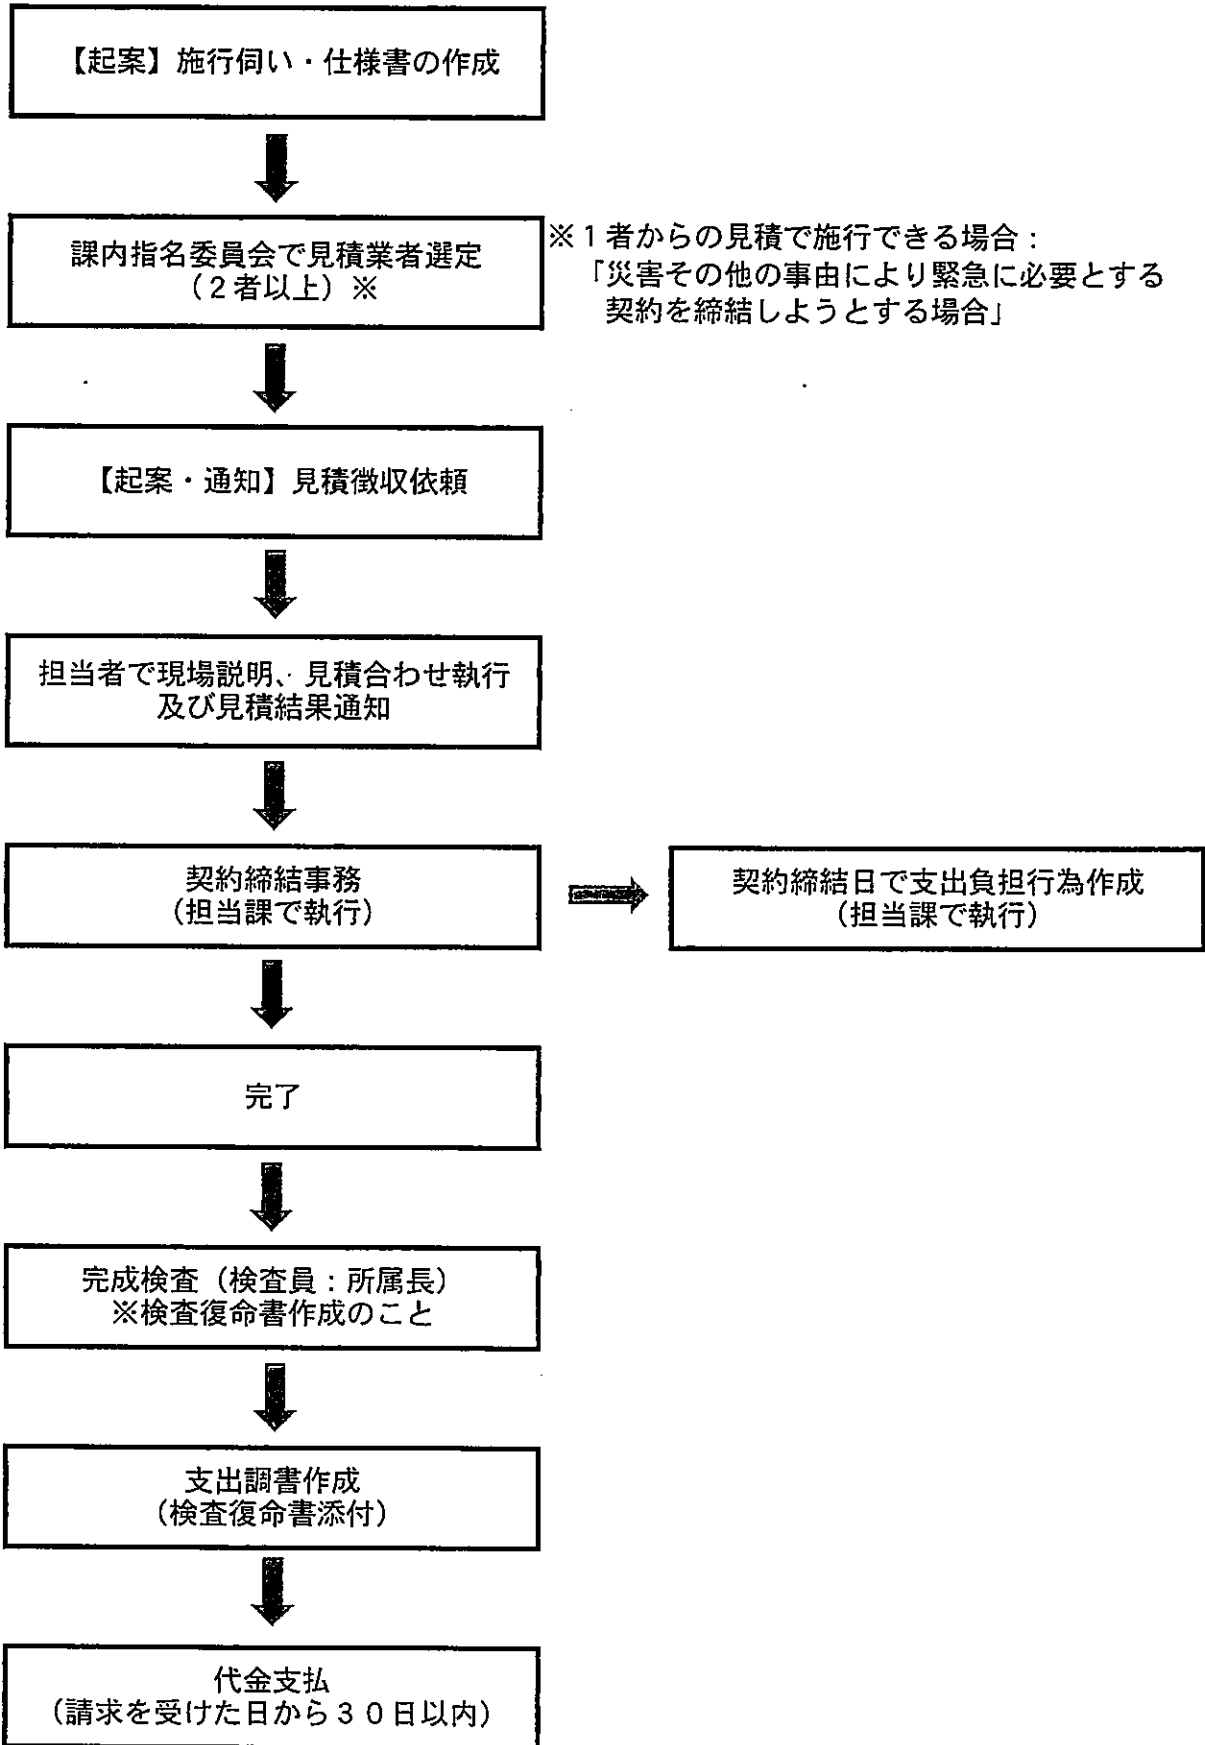 【起案】施行伺い・仕様書の作成
課内指名委員会で見積業者選定
（２者以上）※
※１者からの見積で施行できる場合：
「災害その他の事由により緊急に必要とする
契約を締結しようとする場合」
【起案・通知】見積徴収依頼
担当者で現場説明、見積合わせ執行
及び見積結果通知
契約締結事務
（担当課で執行）
契約締結日で支出負担行為作成
（担当課で執行）
完了
完成検査（検査員：所属長）
※検査復命書作成のこと
支出調書作成
（検査復命書添付）
代金支払
（請求を受けた日から３０日以内）